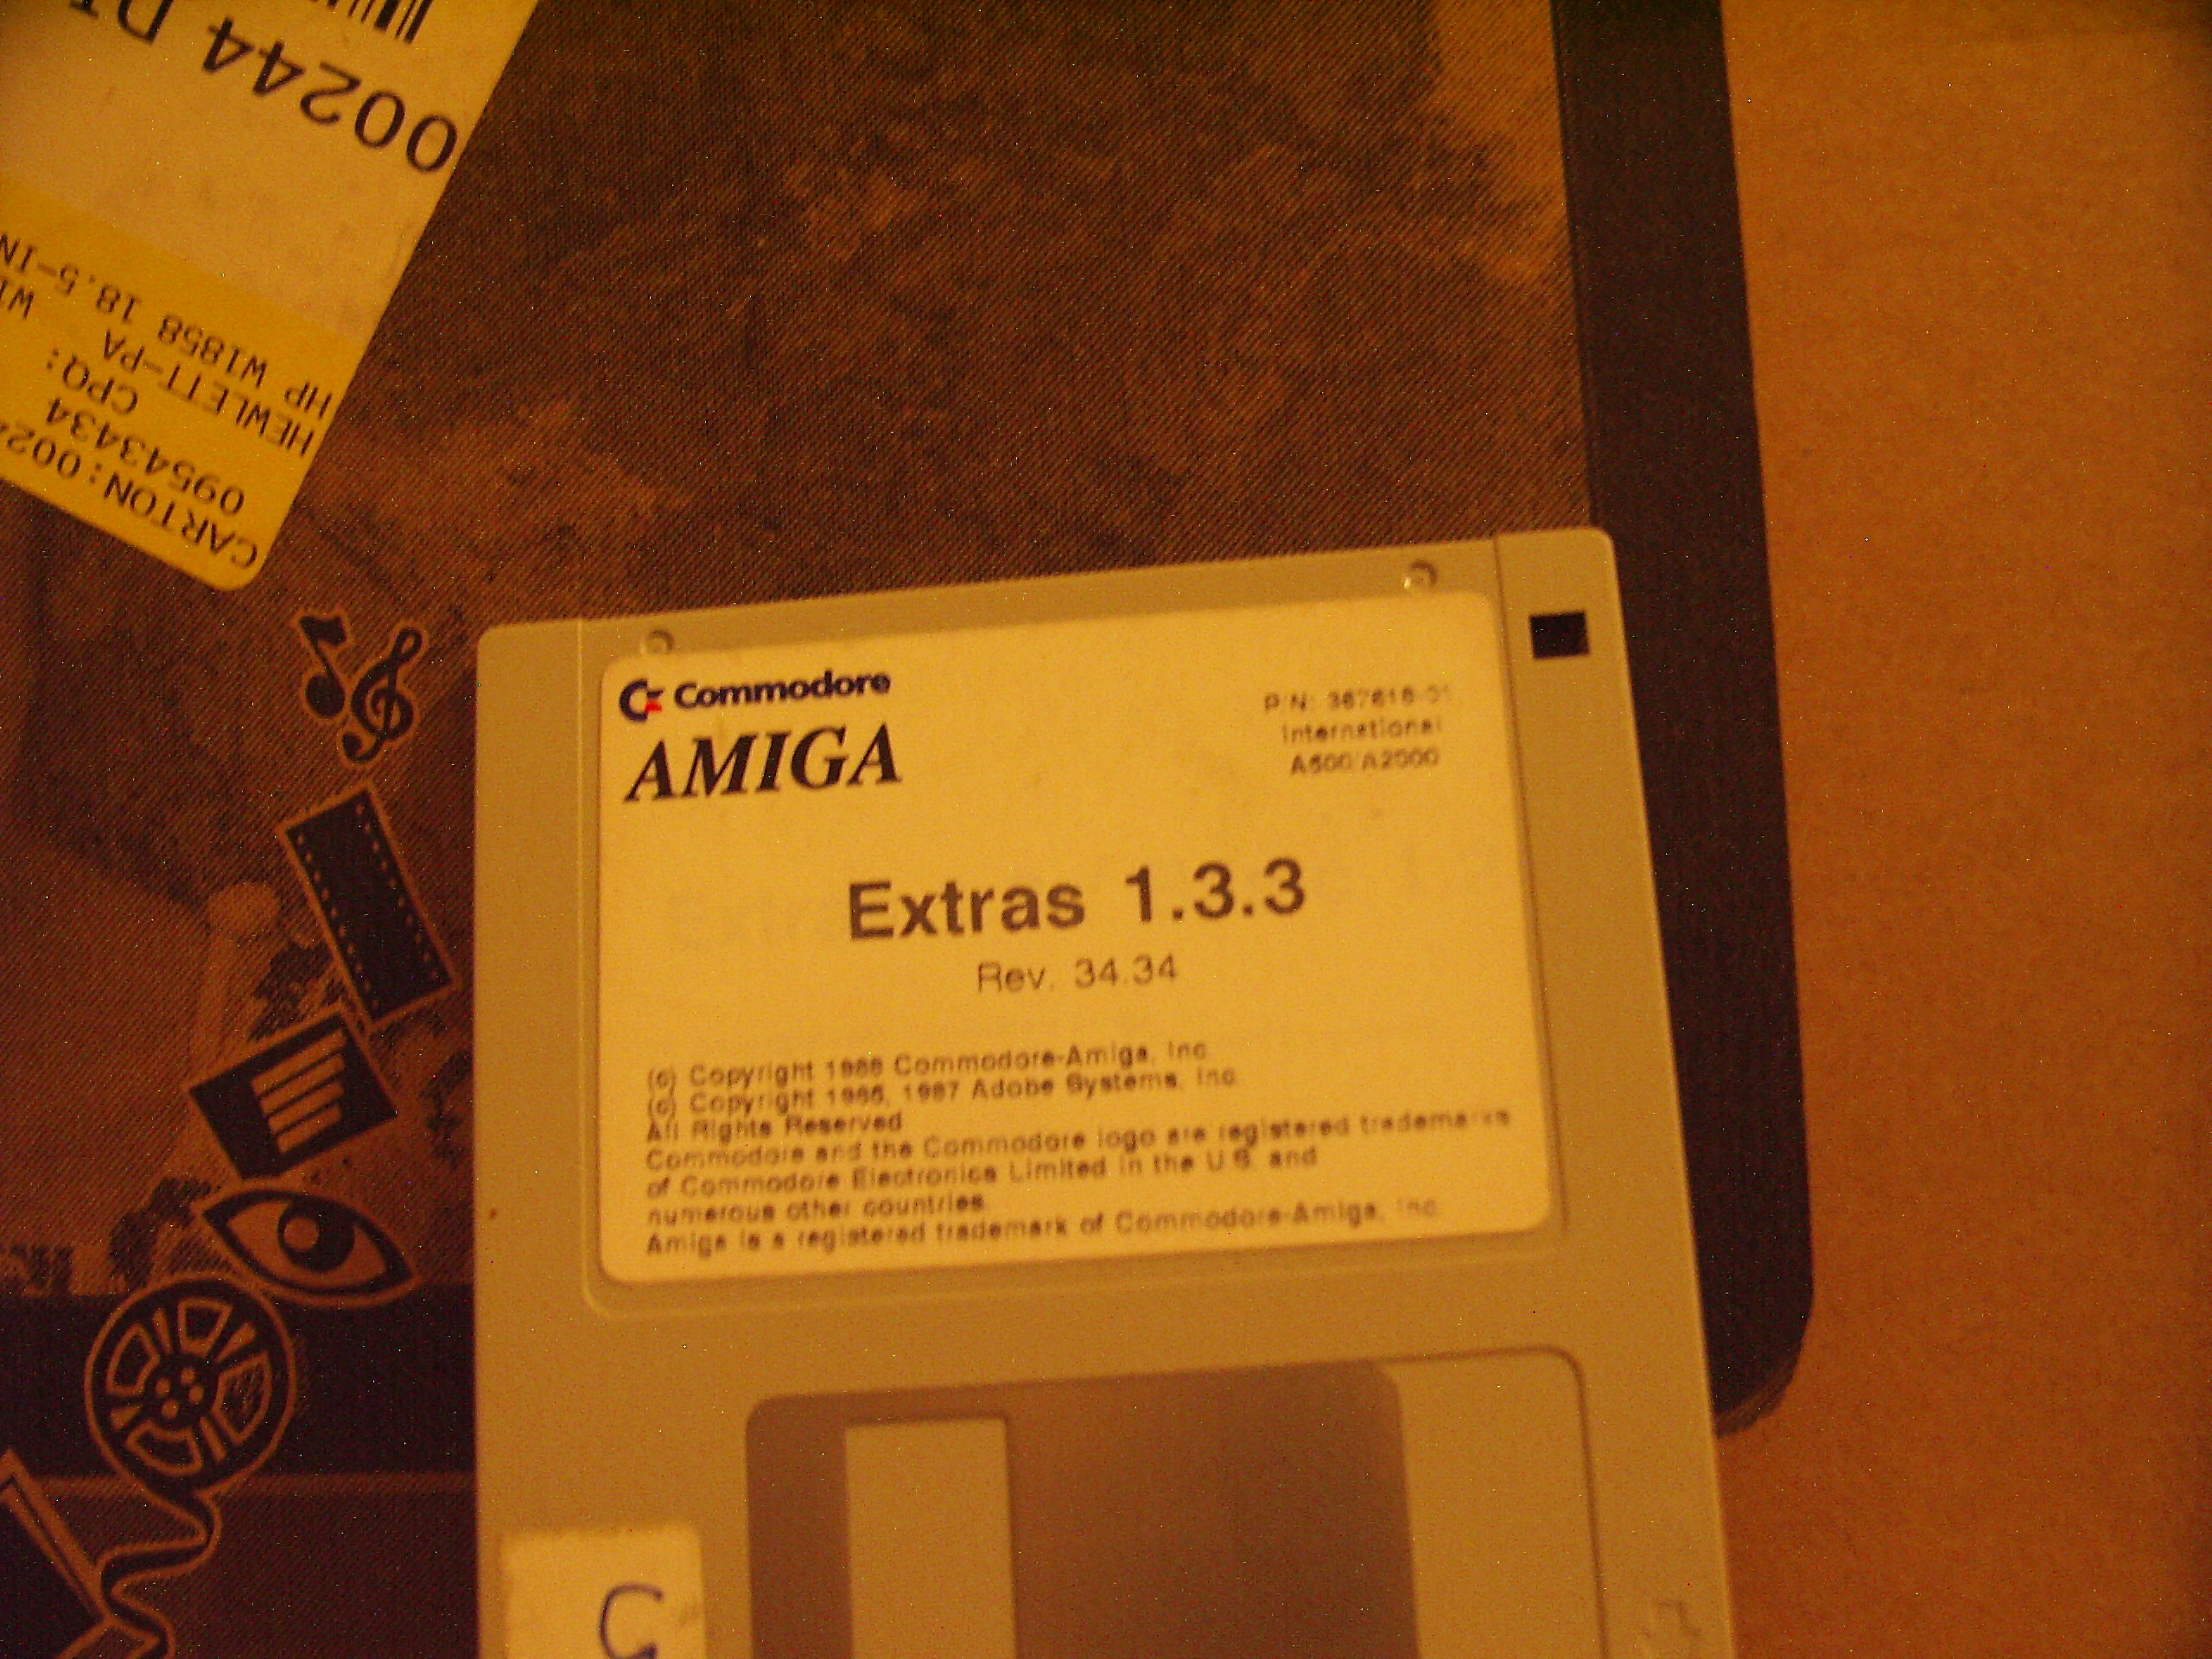 00244
HP W1858 18.5-IN
HEWLETT-PA
09543434 CPQ:
CARTON:002
Commodore
AMIGA
P/N: 367616-01
International
A500/A2000
Extras 1.3.3
Rev. 34.34
(c) Copyright 1988 Commodore-Amiga, Inc.
(c) Copyright 1985, 1987 Adobe Systems, Inc.
All Rights Reserved
Commodore and the Commodore logo are registered trademarks
of Commodore Electronics Limited in the U.S. and
numerous other countries.
Amiga is a registered trademark of Commodore-Amiga, Inc.